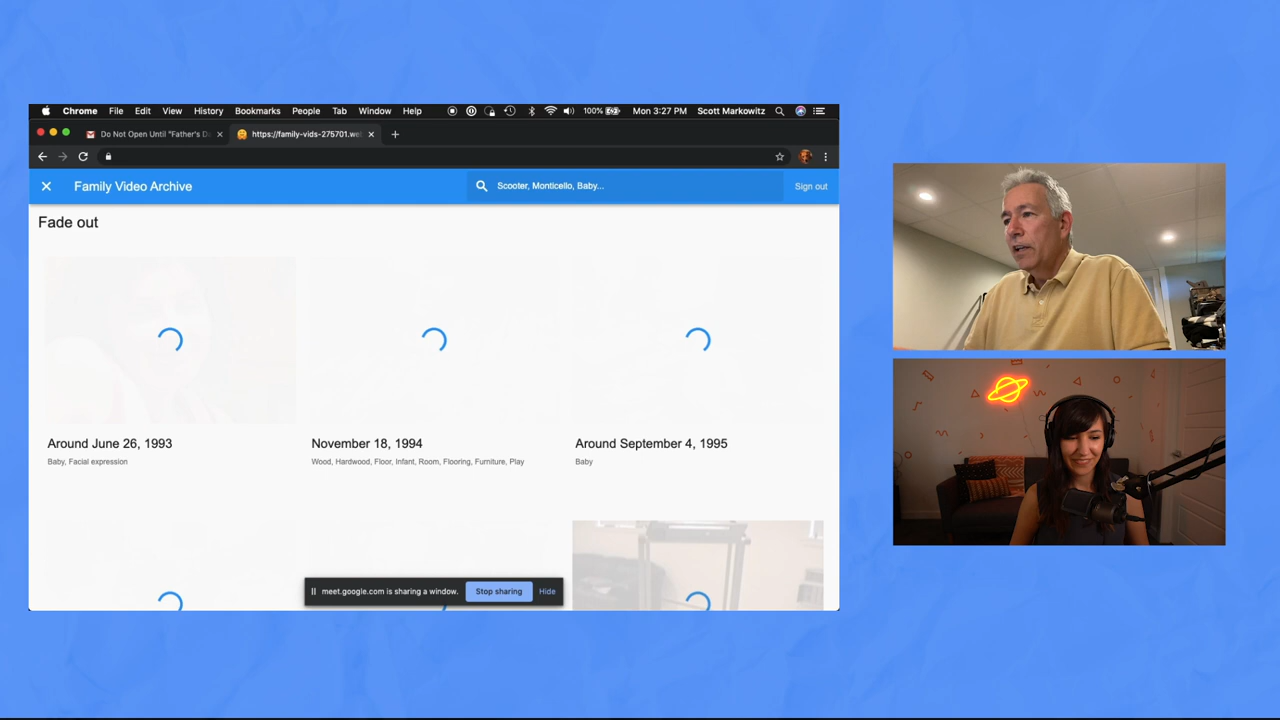 Chrome File Edit View History Bookmarks People Tab Window Help 100% Mon 3:27 PM Scott Markowitz
Do Not Open Until "Father's D
https://family-vids-275701.we
Family Video Archive
Scooter, Monticello, Baby...
Sign out
Fade out
Around June 26, 1993
Baby, Facial expression
November 18, 1994
Wood, Hardwood, Floor, Infant, Room, Flooring, Furniture, Play
Around September 4, 1995
Baby
meet.google.com is sharing a window.
Stop sharing
Hide